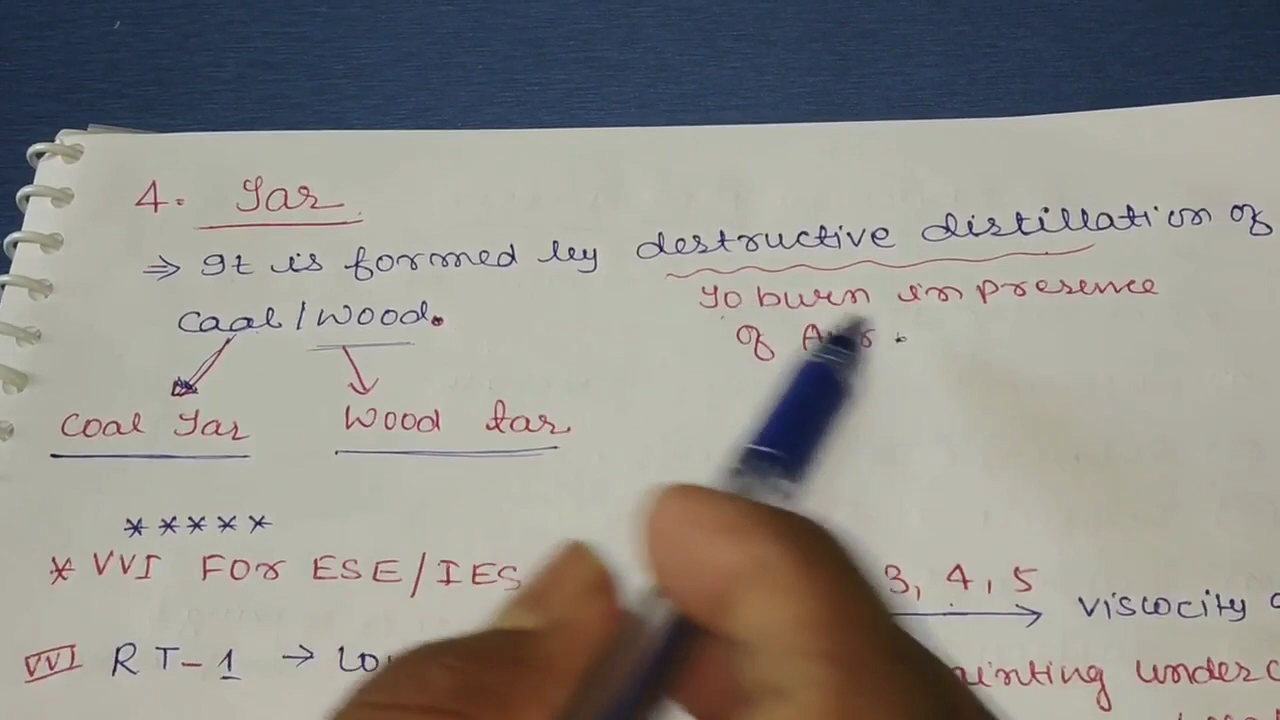 4. Tar
⇒ It is formed by destructive distillation of
To burn in presence
of
Coal / Wood.
Coal Tar Wood tar
*****
* VVI FOR ESE/IES 3, 4, 5
→ viscocity
VVI RT-1 →
under